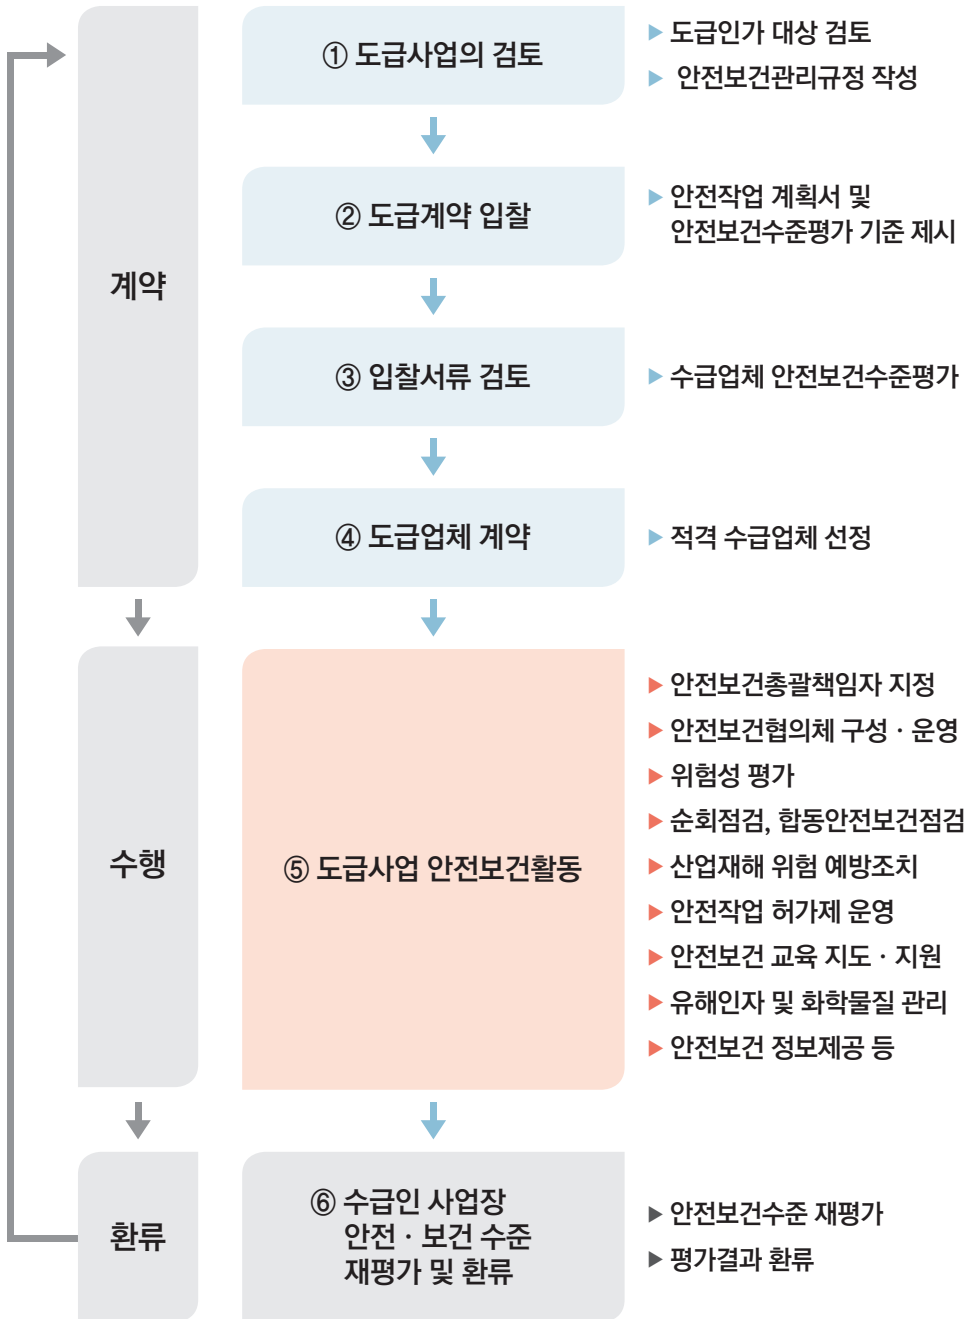 계약
① 도급사업의 검토
▶ 도급인가 대상 검토
▶ 안전보건관리규정 작성
② 도급계약 입찰
▶ 안전작업 계획서 및
안전보건수준평가 기준 제시
③ 입찰서류 검토
▶ 수급업체 안전보건수준평가
④ 도급업체 계약
▶ 적격 수급업체 선정
수행
⑤ 도급사업 안전보건활동
▶ 안전보건총괄책임자 지정
▶ 안전보건협의체 구성 · 운영
▶ 위험성 평가
▶ 순회점검, 합동안전보건점검
▶ 산업재해 위험 예방조치
▶ 안전작업 허가제 운영
▶ 안전보건 교육 지도 · 지원
▶ 유해인자 및 화학물질 관리
▶ 안전보건 정보제공 등
환류
⑥ 수급인 사업장
안전 · 보건 수준
재평가 및 환류
▶ 안전보건수준 재평가
▶ 평가결과 환류